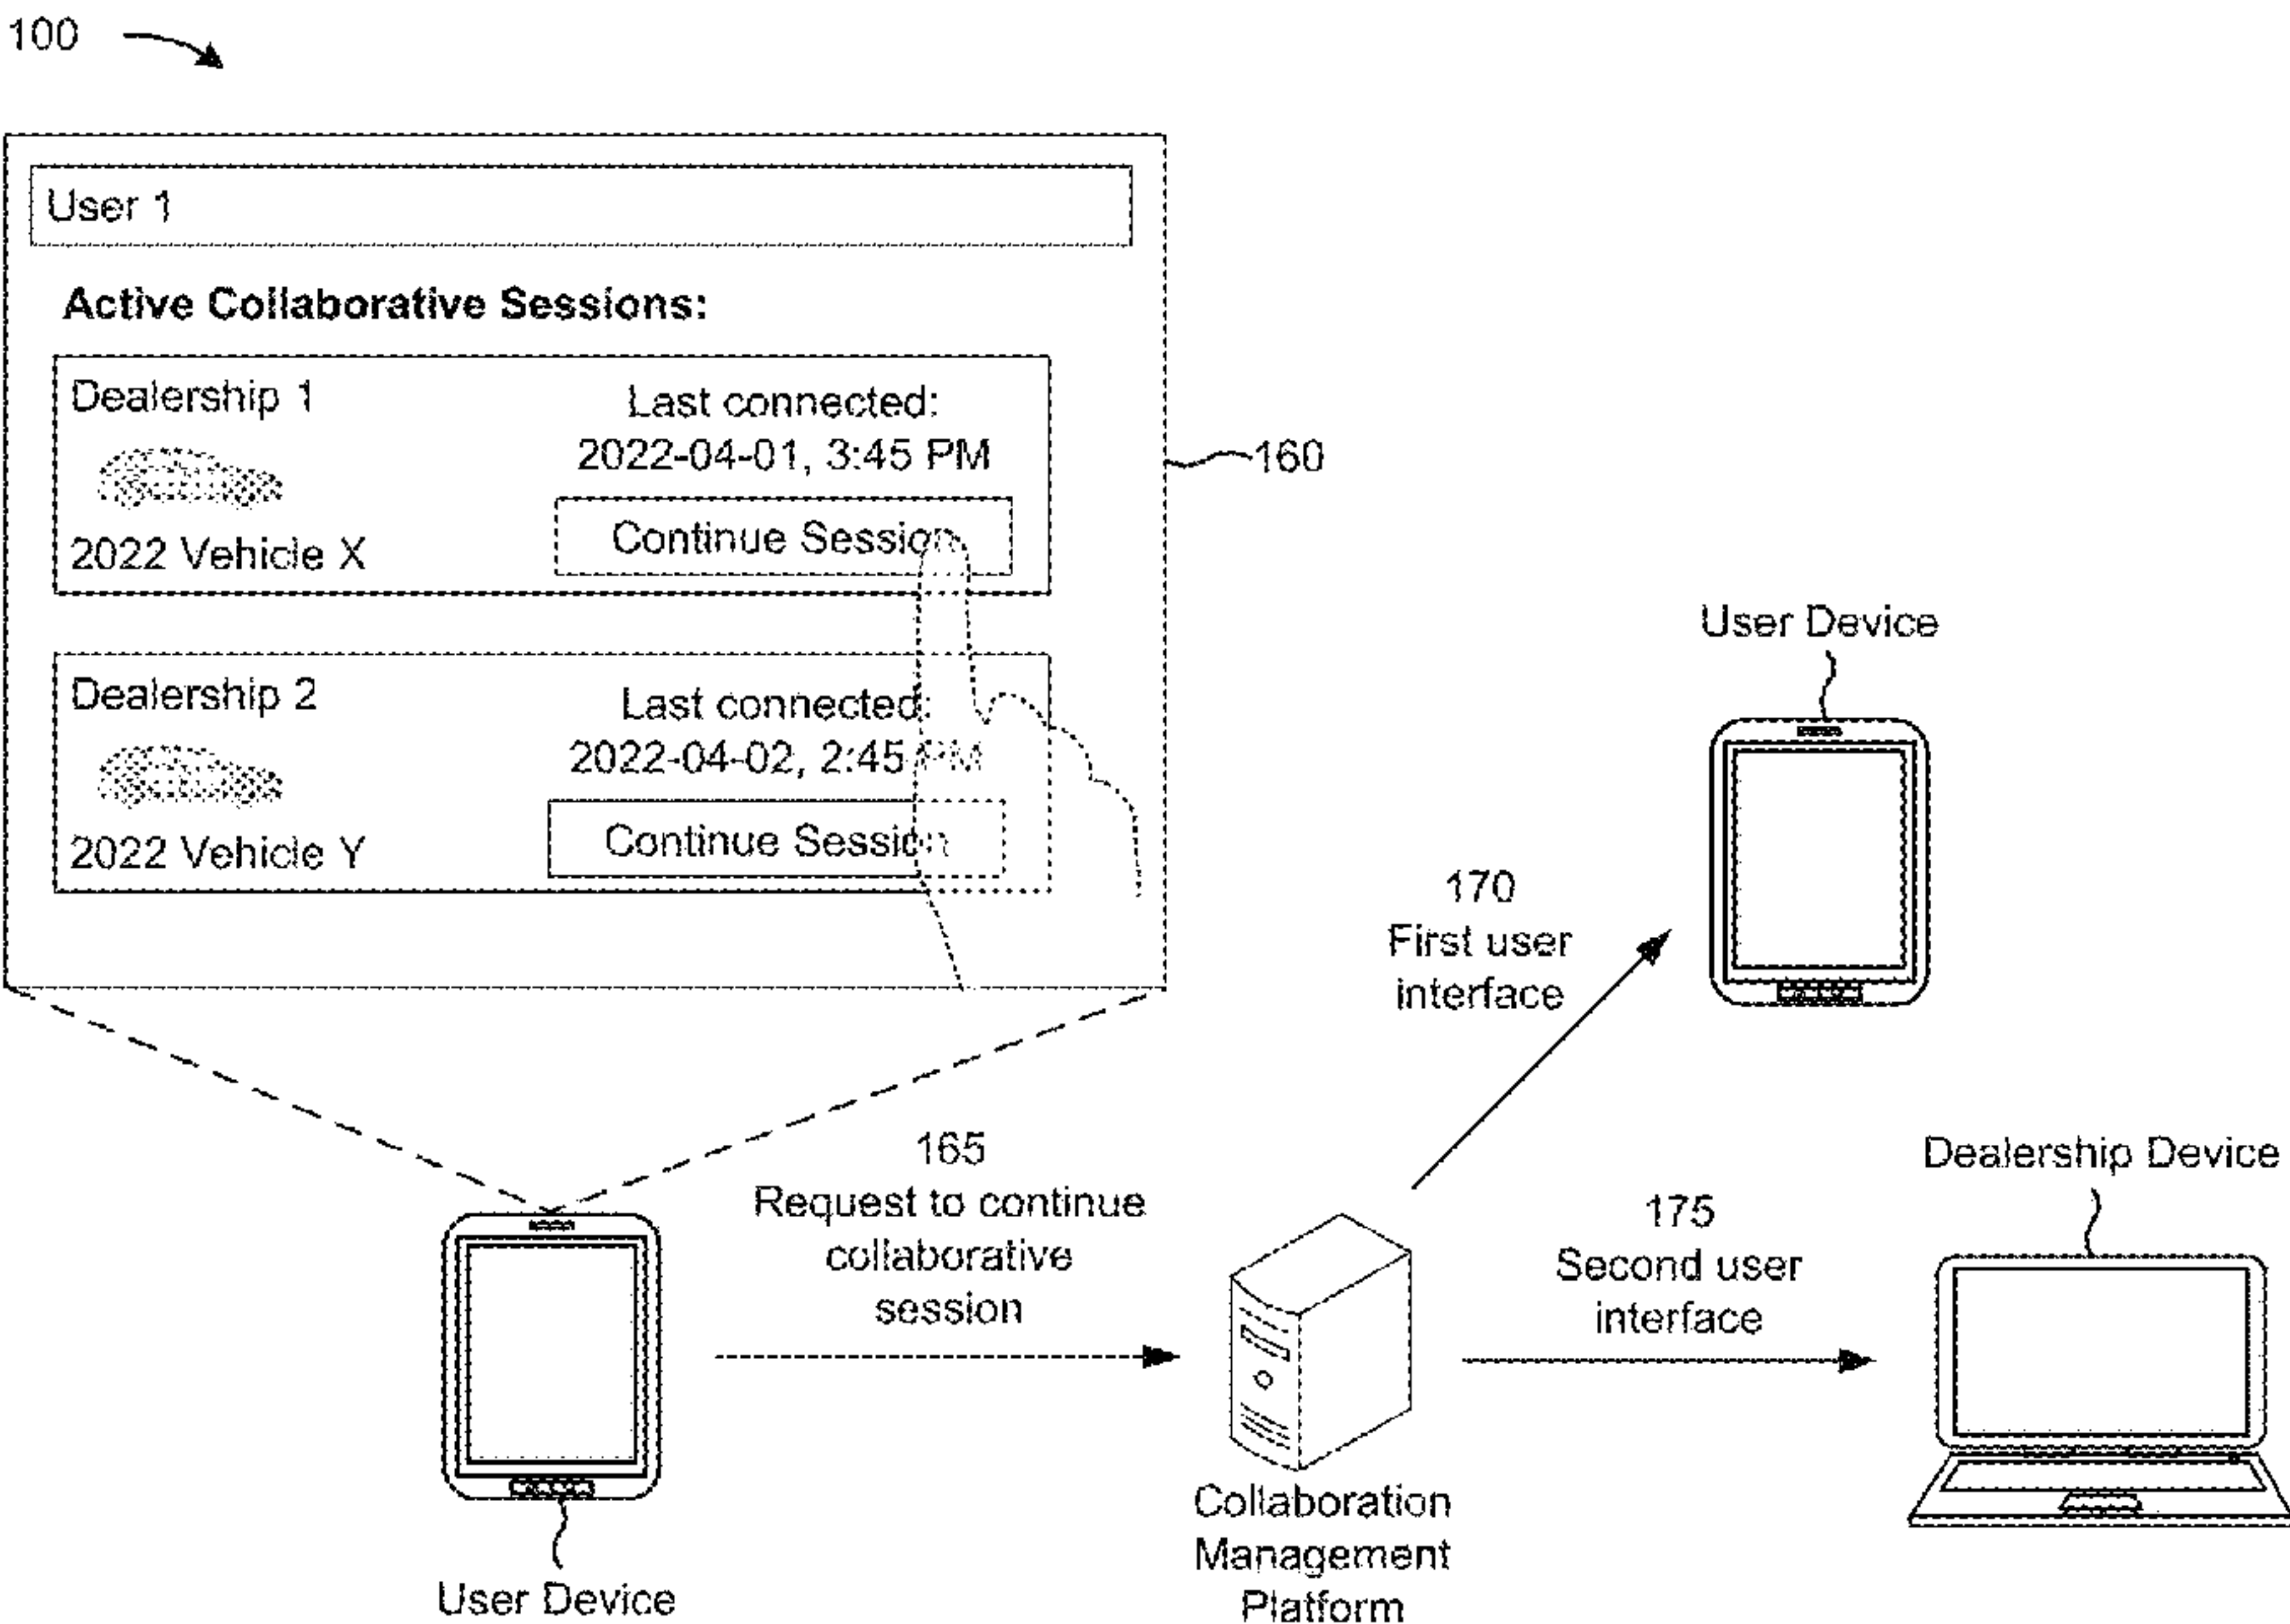 100
User 1
Active Collaborative Sessions:
Dealership 1
Last connected:
2022-04-01, 3:45 PM
Continue Session
2022 Vehicle X
160
Dealership 2
Last connected:
2022-04-02, 2:45 PM
Continue Session
2022 Vehicle Y
User Device
170
First user
interface
165
Request to continue
collaborative
session
175
Second user
interface
Dealership Device
Collaboration
Management
Platform
User Device